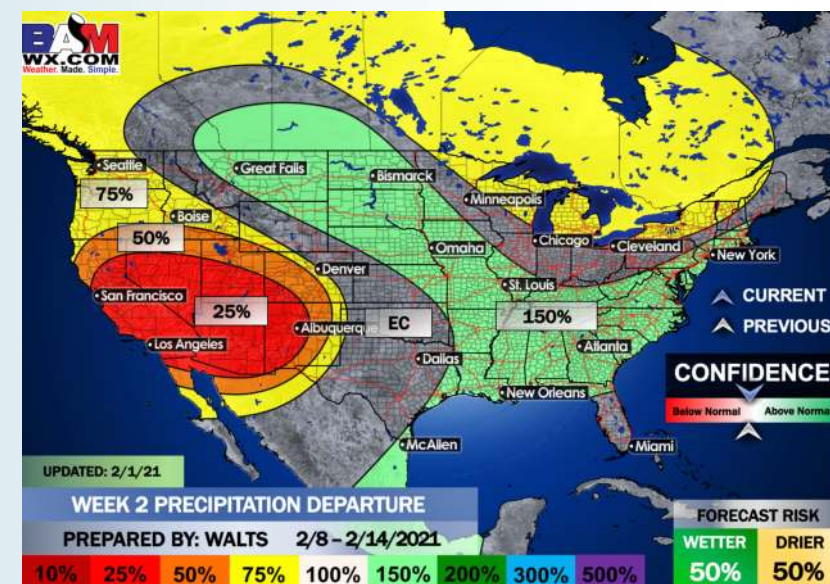 BAM
WX.COM
Weather. Made. Simple.
Seattle
Great Falls
Bismarck
75%
Minneapolis
Boise
50%
Omaha
Chicago
Cleveland
New York
Denver
San Francisco
St. Louis
CURRENT
25%
Albuquerque
EC
150%
PREVIOUS
Los Angeles
Dallas
Atlanta
CONFIDENCE
New Orleans
Below Normal
Above Norma
McAllen
Miami
UPDATED: 2/1/21
WEEK 2 PRECIPITATION DEPARTURE
PREPARED BY: WALTS 2/8 – 2/14/2021
10% 25% 50% 75% 100% 150% 200% 300% 500%
FORECAST RISK
WETTER DRIER
50% 50%